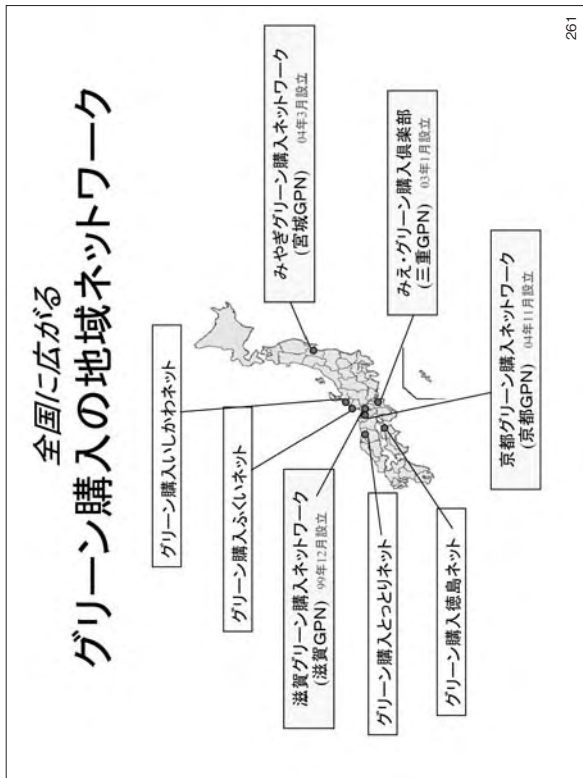 全国に広がる
グリーン購入の地域ネットワーク
グリーン購入いしかわネット
グリーン購入ふくいネット
滋賀グリーン購入ネットワーク
(滋賀GPN) 99年12月設立
グリーン購入とっとりネット
グリーン購入徳島ネット
みやぎグリーン購入ネットワーク
(宮城GPN) 04年3月設立
みえ・グリーン購入倶楽部
(三重GPN) 03年1月設立
京都グリーン購入ネットワーク
(京都GPN) 04年11月設立
261